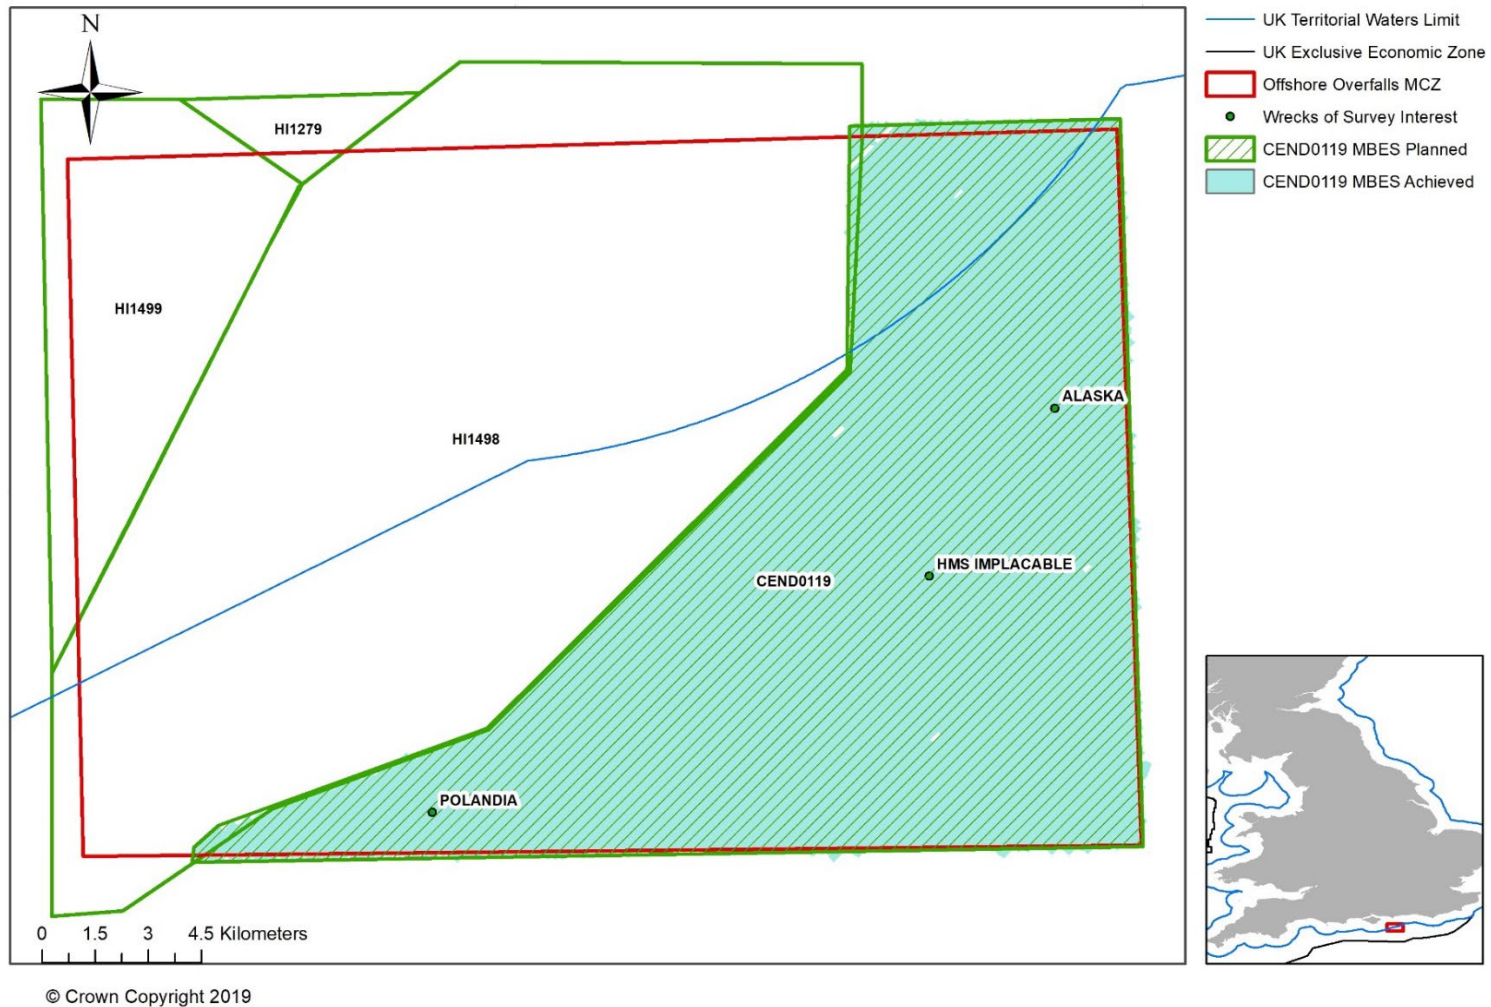 N
HI1279
HI1499
HI1498
ALASKA
HMS IMPLACABLE
CEND0119
POLANDIA
0 1.5 3 4.5 Kilometers
UK Territorial Waters Limit
UK Exclusive Economic Zone
Offshore Overfalls MCZ
Wrecks of Survey Interest
CEND0119 MBES Planned
CEND0119 MBES Achieved
© Crown Copyright 2019